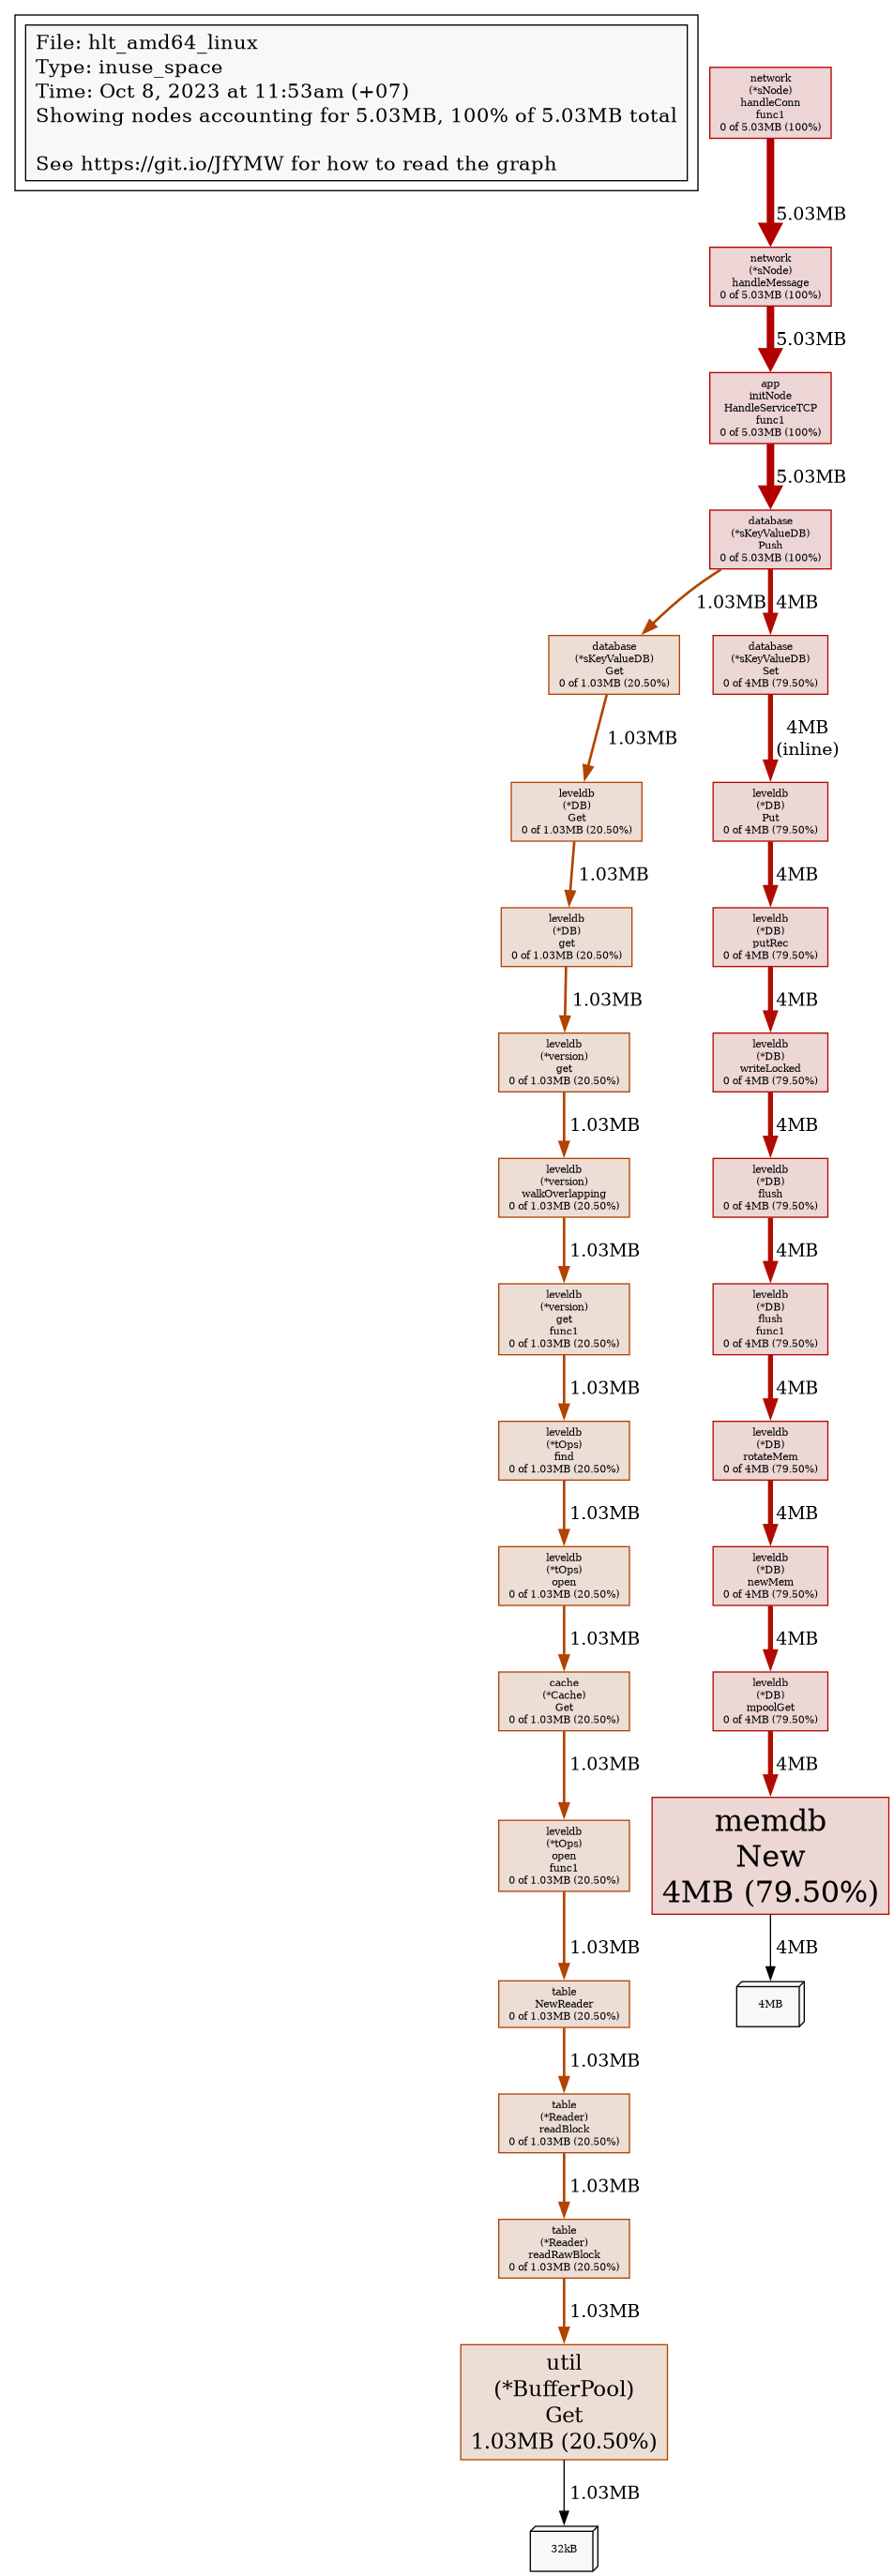 File: hlt_amd64_linux
Type: inuse_space
Time: Oct 8, 2023 at 11:53am (+07)
Showing nodes accounting for 5.03MB, 100% of 5.03MB total
See https://git.io/JfYMW for how to read the graph
network
(*sNode)
handleConn
func1
0 of 5.03MB (100%)
5.03MB
network
(*sNode)
handleMessage
0 of 5.03MB (100%)
5.03MB
app
initNode
HandleServiceTCP
func1
0 of 5.03MB (100%)
5.03MB
database
(*sKeyValueDB)
Push
0 of 5.03MB (100%)
1.03MB
4MB
database
(*sKeyValueDB)
Get
0 of 1.03MB (20.50%)
database
(*sKeyValueDB)
Set
0 of 4MB (79.50%)
1.03MB
4MB
(inline)
leveldb
(*DB)
Get
0 of 1.03MB (20.50%)
leveldb
(*DB)
Put
0 of 4MB (79.50%)
1.03MB
4MB
leveldb
(*DB)
get
0 of 1.03MB (20.50%)
leveldb
(*DB)
putRec
0 of 4MB (79.50%)
1.03MB
4MB
leveldb
(*version)
get
0 of 1.03MB (20.50%)
leveldb
(*DB)
writeLocked
0 of 4MB (79.50%)
1.03MB
4MB
leveldb
(*version)
walkOverlapping
0 of 1.03MB (20.50%)
leveldb
(*DB)
flush
0 of 4MB (79.50%)
1.03MB
4MB
leveldb
(*version)
get
func1
0 of 1.03MB (20.50%)
leveldb
(*DB)
flush
func1
0 of 4MB (79.50%)
1.03MB
4MB
leveldb
(*tOps)
find
0 of 1.03MB (20.50%)
leveldb
(*DB)
rotateMem
0 of 4MB (79.50%)
1.03MB
4MB
leveldb
(*tOps)
open
0 of 1.03MB (20.50%)
leveldb
(*DB)
newMem
0 of 4MB (79.50%)
1.03MB
4MB
cache
(*Cache)
Get
0 of 1.03MB (20.50%)
leveldb
(*DB)
mpoolGet
0 of 4MB (79.50%)
1.03MB
4MB
leveldb
(*tOps)
open
func1
0 of 1.03MB (20.50%)
memdb
New
4MB (79.50%)
1.03MB
4MB
table
NewReader
0 of 1.03MB (20.50%)
4MB
1.03MB
table
(*Reader)
readBlock
0 of 1.03MB (20.50%)
1.03MB
table
(*Reader)
readRawBlock
0 of 1.03MB (20.50%)
1.03MB
util
(*BufferPool)
Get
1.03MB (20.50%)
1.03MB
32kB